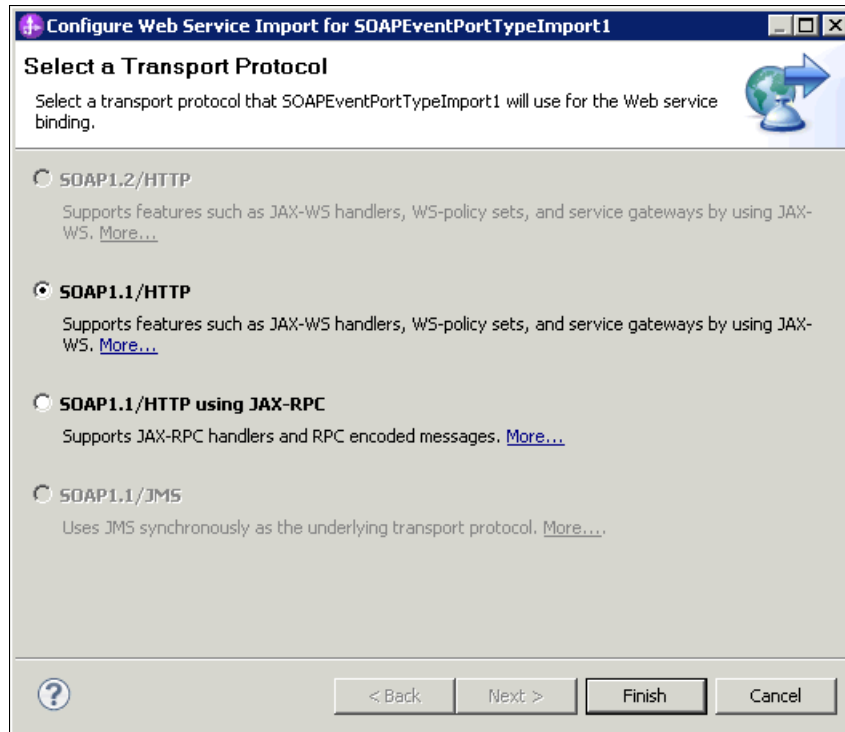 Configure Web Service Import for SOAPEventPortTypeImport1
Select a Transport Protocol
Select a transport protocol that SOAPEventPortTypeImport1 will use for the Web service
binding.
SOAP1.2/HTTP
Supports features such as JAX-WS handlers, WS-policy sets, and service gateways by using JAX-
WS. More...
SOAP1.1/HTTP
Supports features such as JAX-WS handlers, WS-policy sets, and service gateways by using JAX-
WS. More...
SOAP1.1/HTTP using JAX-RPC
Supports JAX-RPC handlers and RPC encoded messages. More...
SOAP1.1/JMS
Uses JMS synchronously as the underlying transport protocol. More....
? < Back Next > Finish Cancel